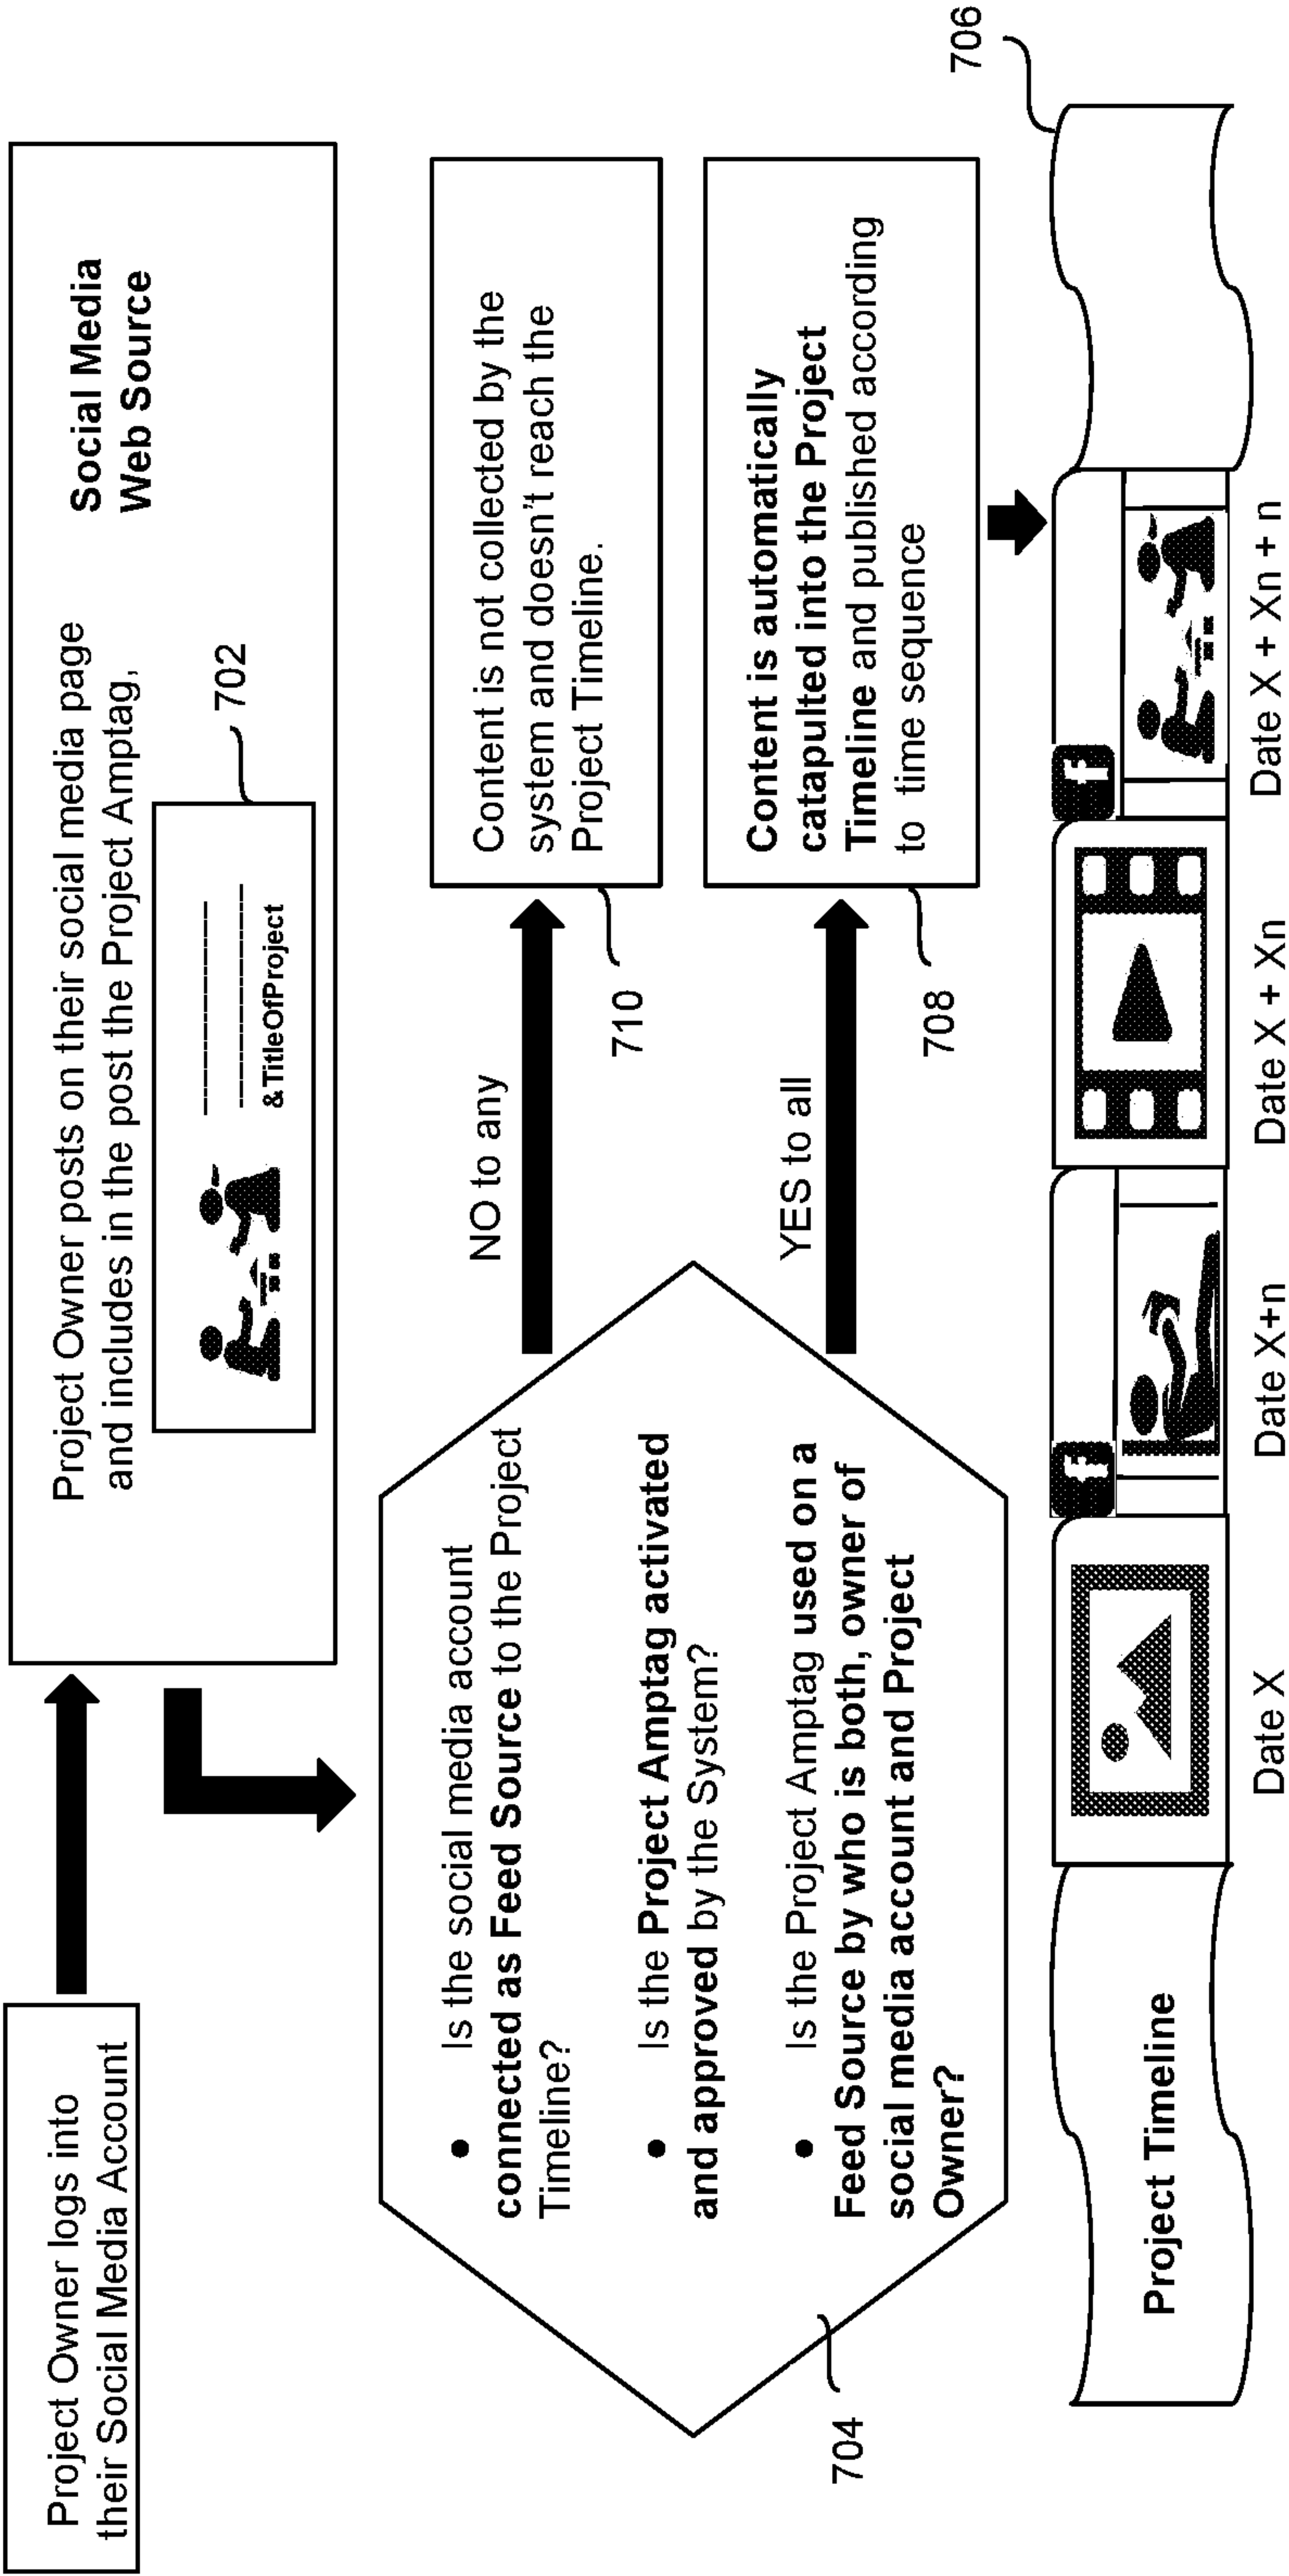 Project Owner logs into
their Social Media Account
Project Owner posts on their social media page
and includes in the post the Project Amptag,
Social Media
Web Source
&TitleOfProject
702
• Is the social media account
connected as Feed Source to the Project
Timeline?
• Is the Project Amptag activated
and approved by the System?
• Is the Project Amptag used on a
Feed Source by who is both, owner of
social media account and Project
Owner?
704
NO to any
710
Content is not collected by the
system and doesn't reach the
Project Timeline.
YES to all
708
Content is automatically
catapulted into the Project
Timeline and published according
to time sequence
706
Project Timeline
f
f
Date X
Date X+n
Date X + Xn
Date X + Xn + n